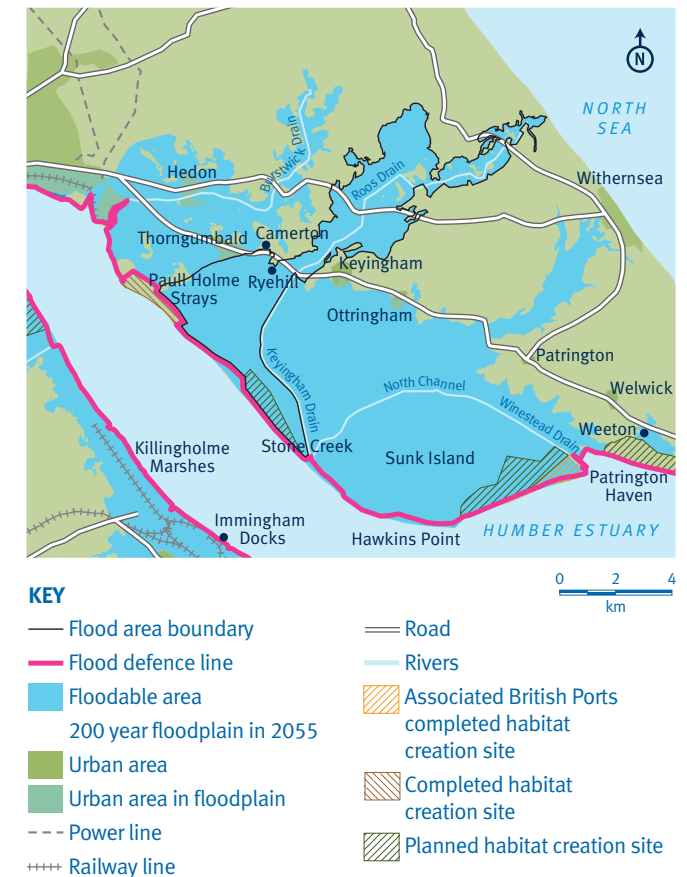 N
NORTH
SEA
Withernsea
Hedon
Burstwick Drain
Roos Drain
Thorngumbald
Camerton
Paull Holme
Strays
Ryehill
Keyingham
Ottringham
Patrington
Keyingham Drain
North Channel
Welwick
Winestead Drain
Weeton
Killingholme
Marshes
Stone Creek
Sunk Island
Patrington
Haven
Immingham
Docks
Hawkins Point
HUMBER ESTUARY
0 2 4
km
KEY
Flood area boundary
Flood defence line
Floodable area
200 year floodplain in 2055
Urban area
Urban area in floodplain
Power line
Railway line
Road
Rivers
Associated British Ports
completed habitat
creation site
Completed habitat
creation site
Planned habitat creation site